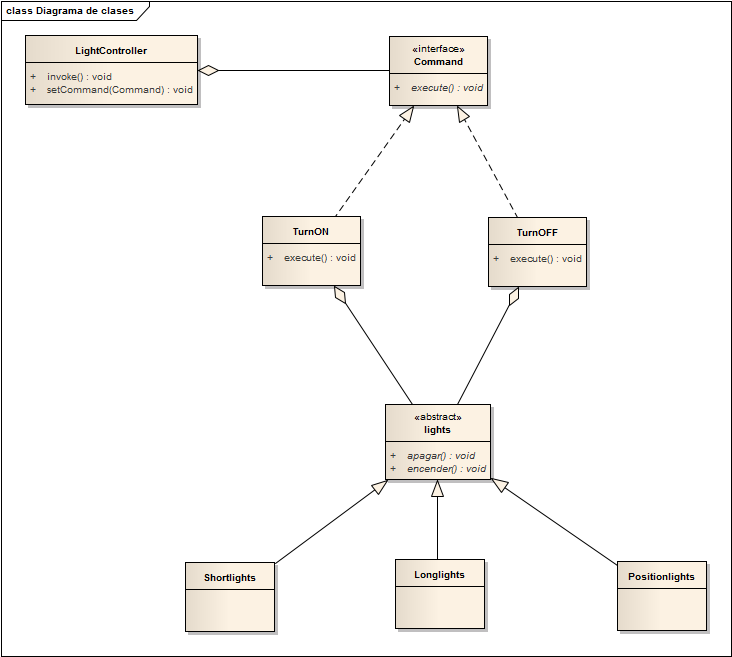 class Diagrama de clases
LightController
+ invoke() : void
+ setCommand(Command) : void
«interface»
Command
+ execute() : void
TurnON
+ execute() : void
TurnOFF
+ execute() : void
«abstract»
lights
+ apagar() : void
+ encender() : void
Shortlights
Longlights
Positionlights